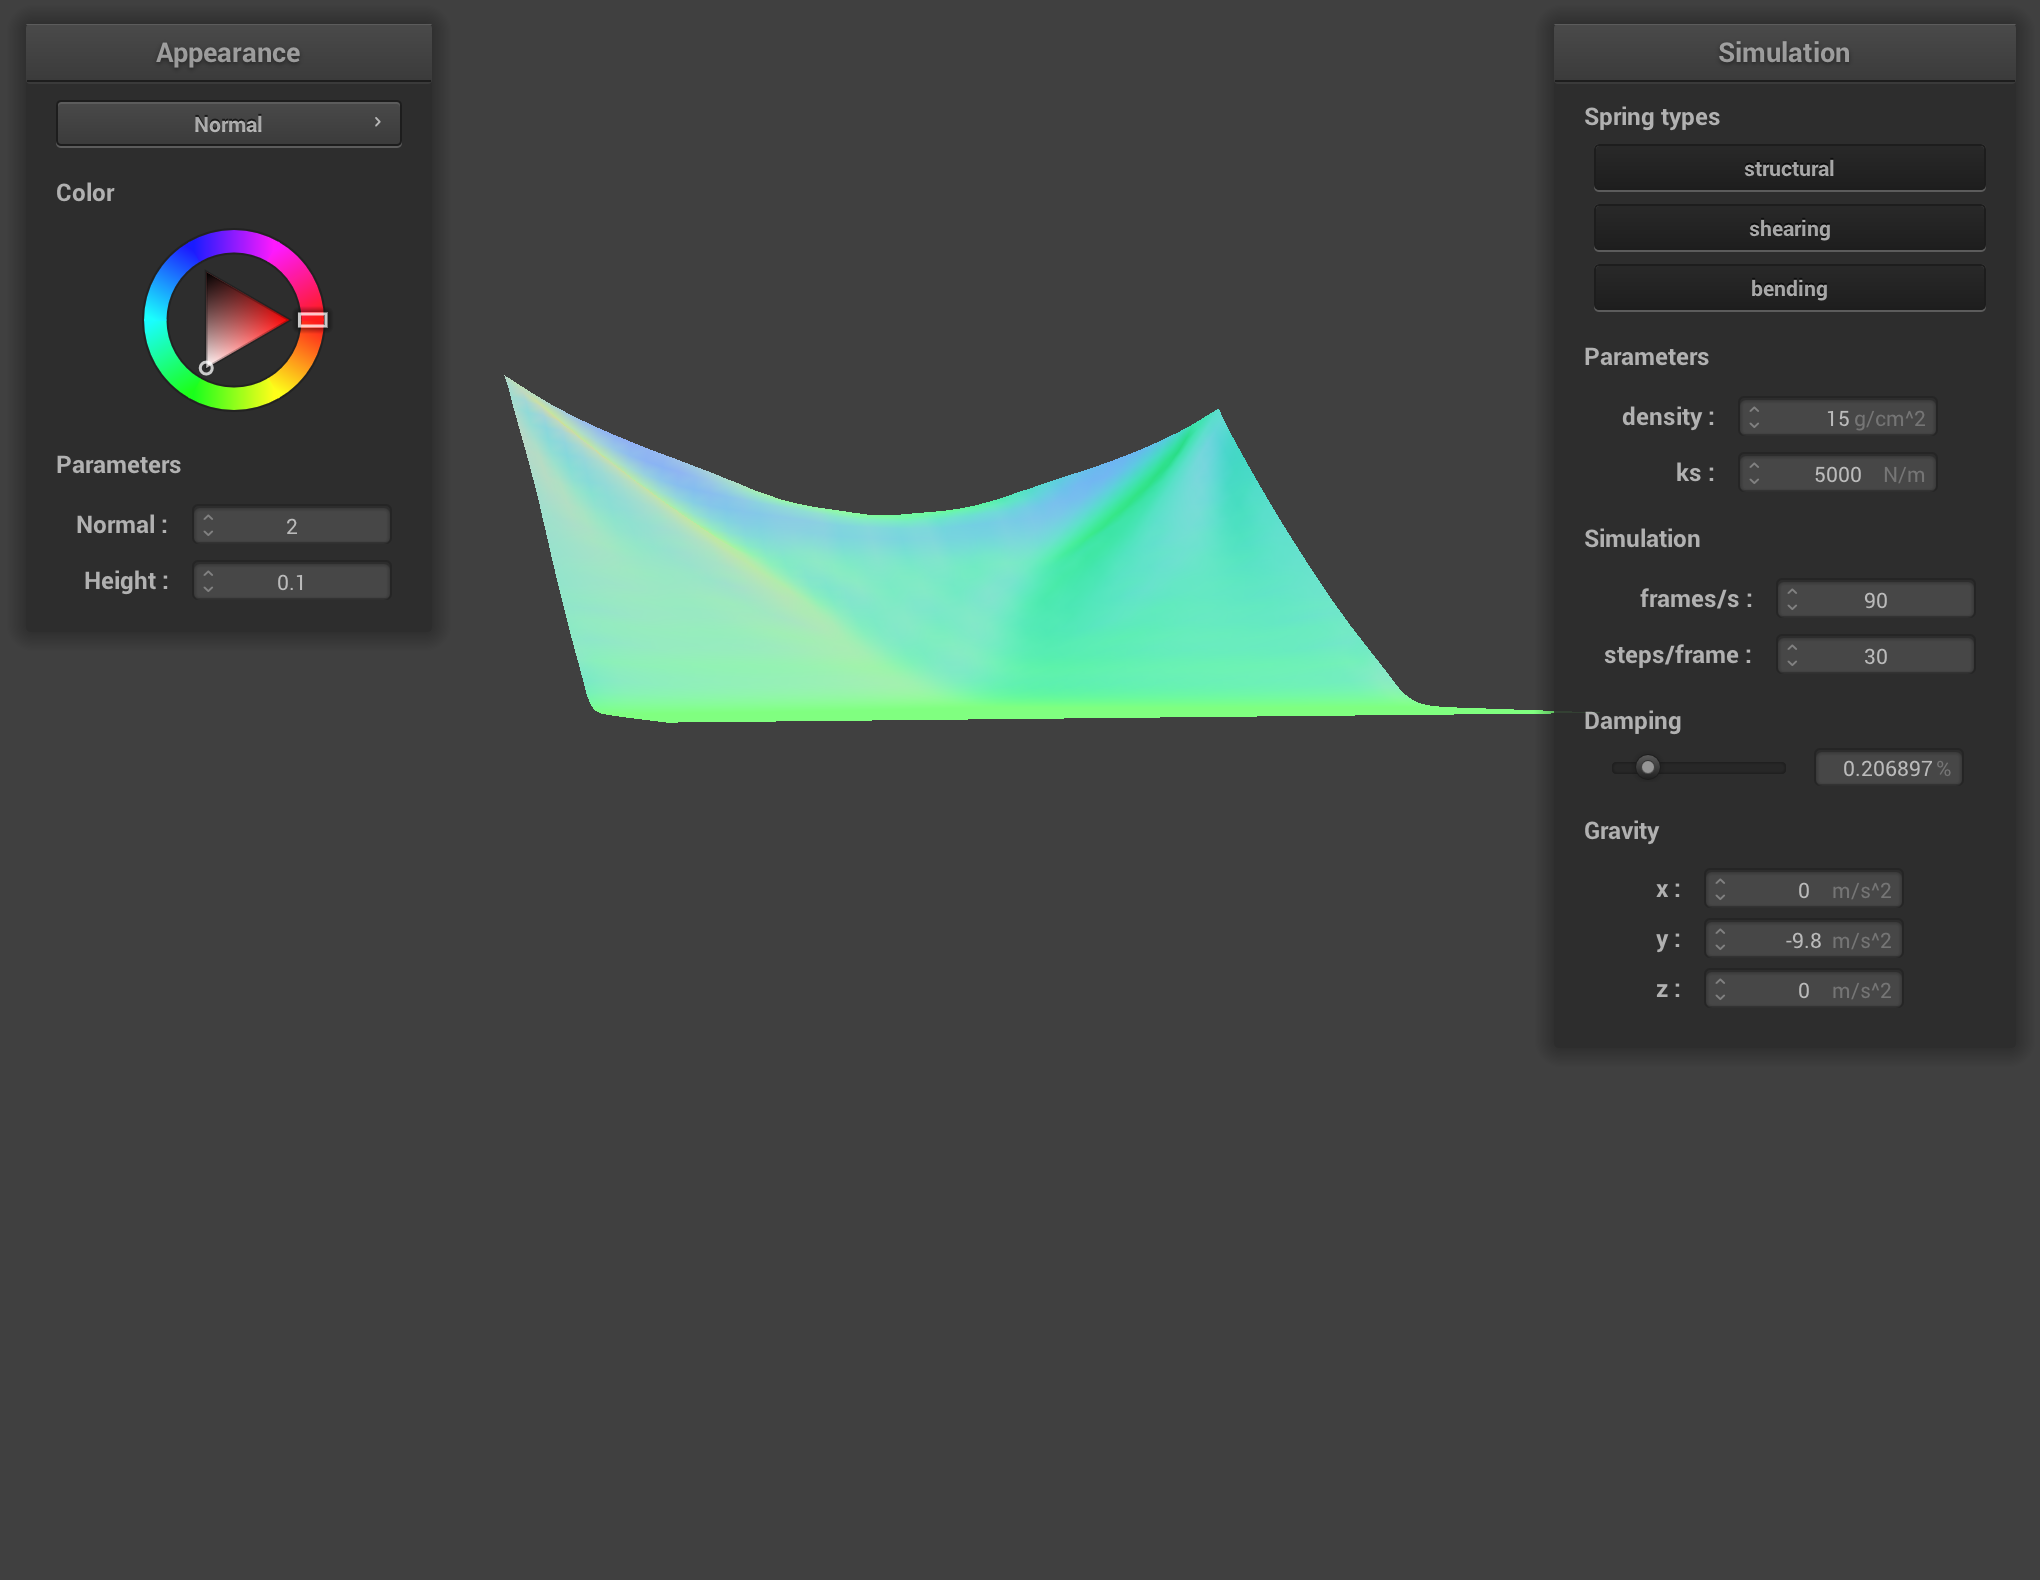 Appearance
Normal
Color
Parameters
Normal : 2
Height : 0.1
Simulation
Spring types
structural
shearing
bending
Parameters
density : 15 g/cm^2
ks : 5000 N/m
Simulation
frames/s : 90
steps/frame : 30
Damping
0.206897 %
Gravity
x : 0 m/s^2
y : -9.8 m/s^2
z : 0 m/s^2